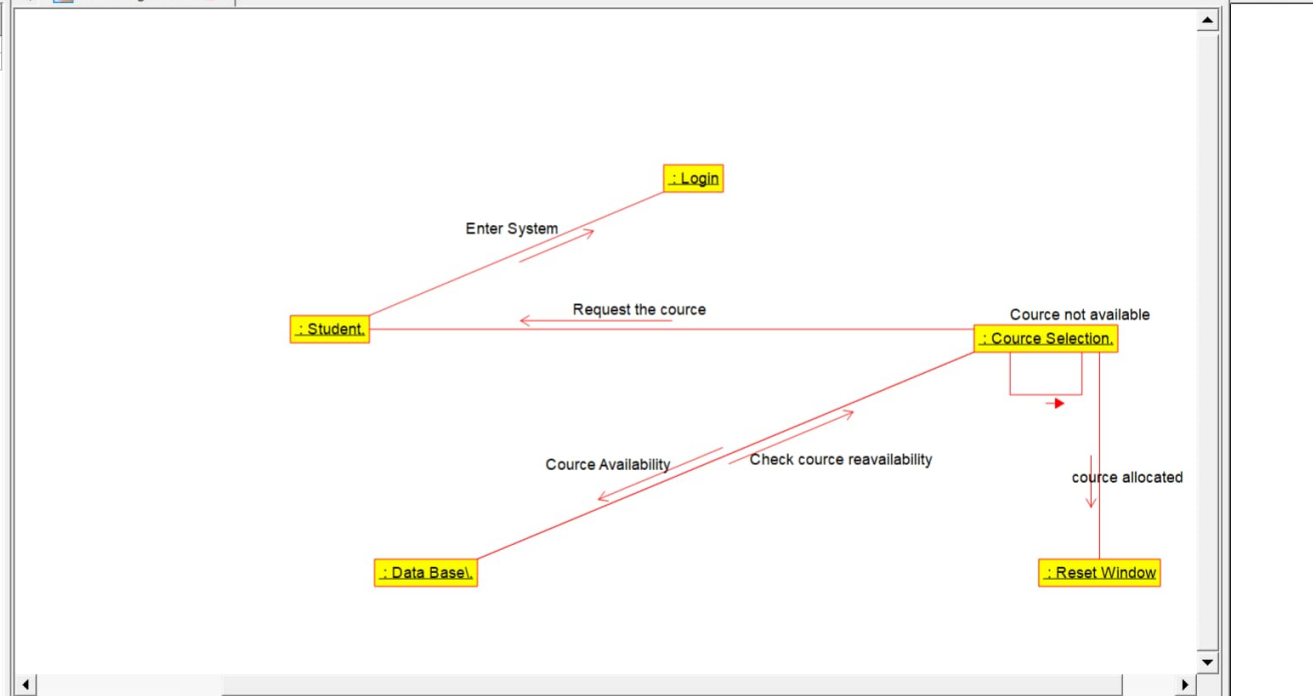 : Login
Enter System
Request the cource
Cource not available
: Student.
: Cource Selection.
Cource Availability
Check cource reavailability
cource allocated
: Data Base\.
: Reset Window